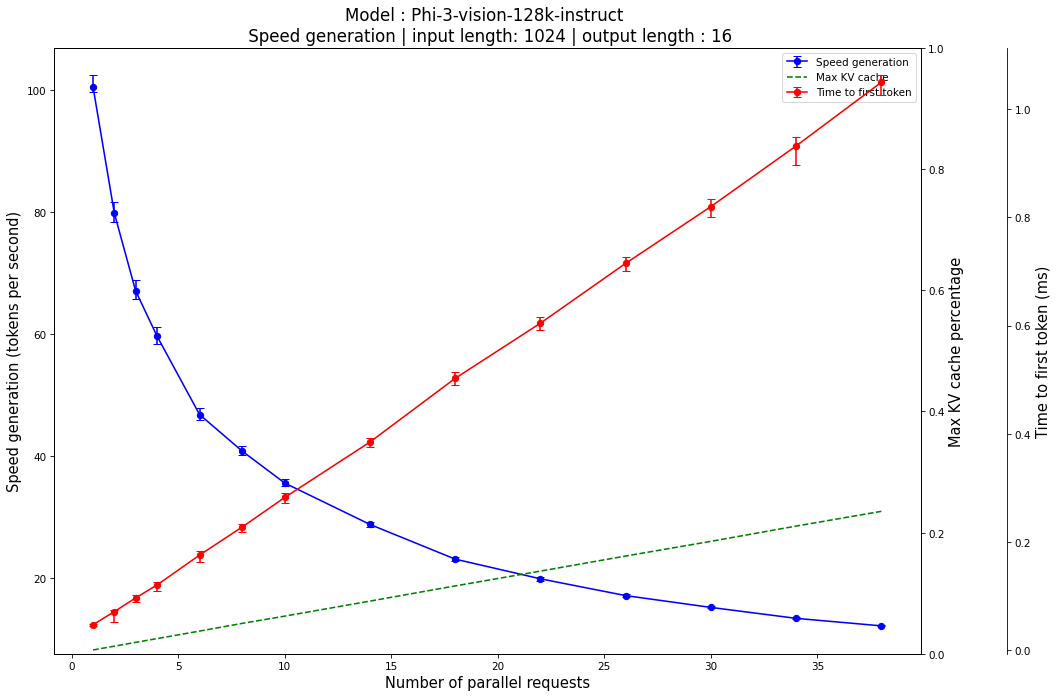 Model : Phi-3-vision-128k-instruct
Speed generation | input length: 1024 | output length : 16
Speed generation
Max KV cache
Time to first token
Speed generation (tokens per second)
100
80
60
40
20
0
5
10
15
20
25
30
35
Number of parallel requests
1.0
0.8
0.6
0.4
0.2
0.0
Max KV cache percentage
1.0
0.8
0.6
0.4
0.2
0.0
Time to first token (ms)